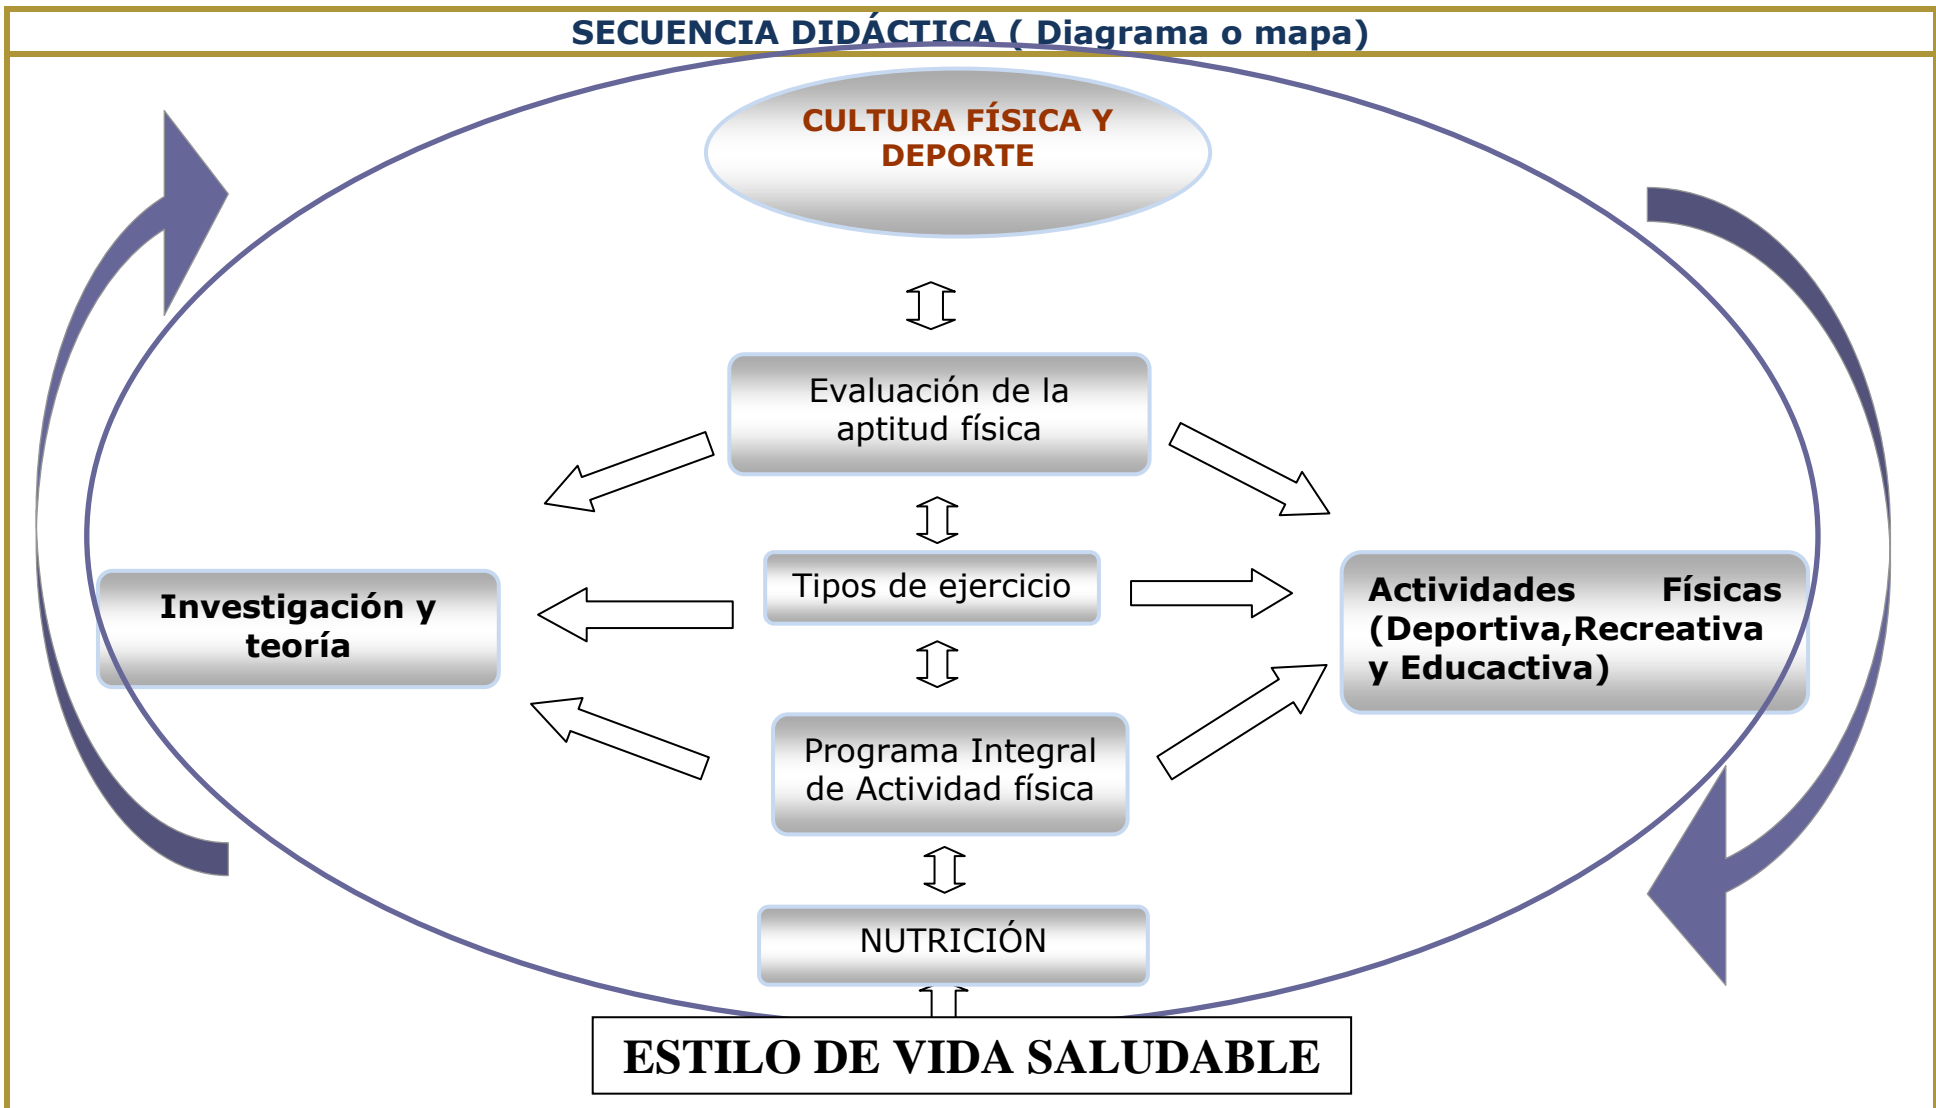 SECUENCIA DIDÁCTICA ( Diagrama o mapa)
CULTURA FÍSICA Y
DEPORTE
Evaluación de la
aptitud física
Tipos de ejercicio
Investigación y
teoría
Actividades Físicas
(Deportiva,Recreativa
y Educactiva)
Programa Integral
de Actividad física
NUTRICIÓN
ESTILO DE VIDA SALUDABLE